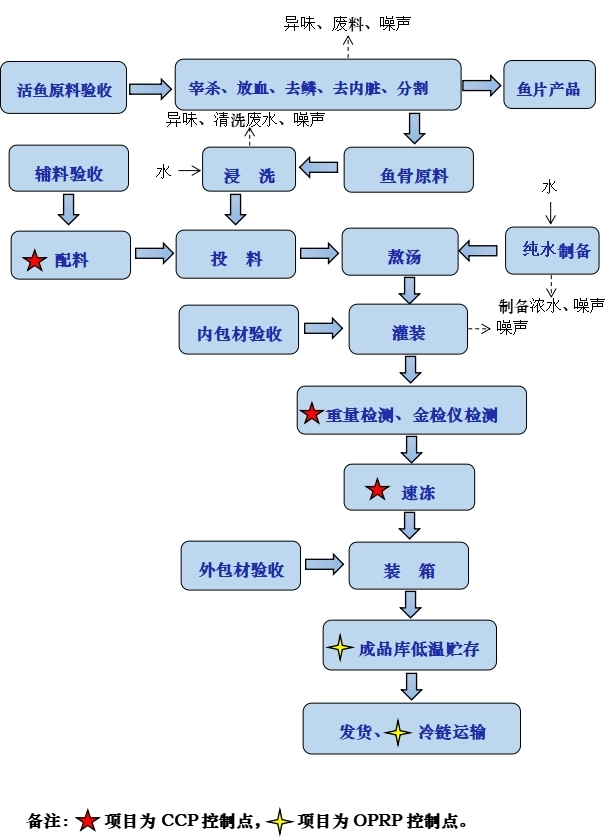 异味、废料、噪声
活鱼原料验收
宰杀、放血、去鳞、去内脏、分割
鱼片产品
异味、清洗废水、噪声
辅料验收
水
浸 洗
鱼骨原料
水
配料
投 料
熬汤
纯水制备
制备浓水、噪声
内包材验收
灌装
噪声
重量检测、金检仪检测
速冻
外包材验收
装 箱
成品库低温贮存
发货、冷链运输
备注：项目为 CCP 控制点，项目为 OPRP 控制点。